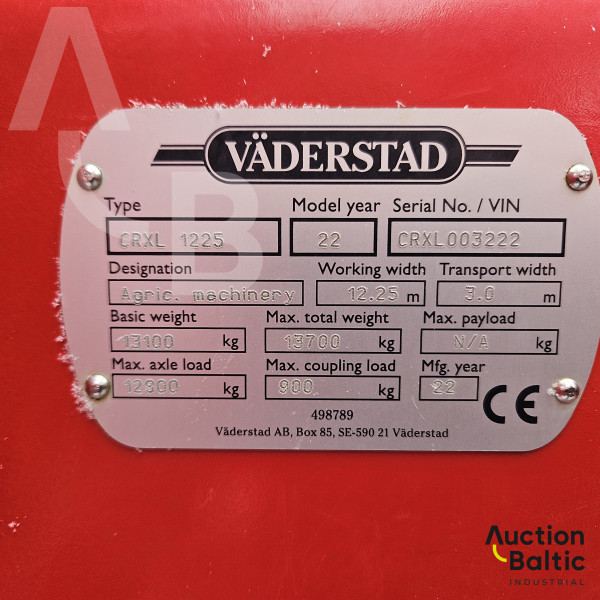 VÄDERSTAD
Type Model year Serial No. / VIN
CRXL 1225 22 CRXL003222
Designation Working width Transport width
Agric. machinery 12.25 m 3.0 m
Basic weight Max. total weight Max. payload
13100 kg 13700 kg N/A kg
Max. axle load Max. coupling load Mfg. year
12800 kg 900 kg 22 CE
498789
Väderstad AB, Box 85, SE-590 21 Väderstad
AB
Auction
Baltic
INDUSTRIAL